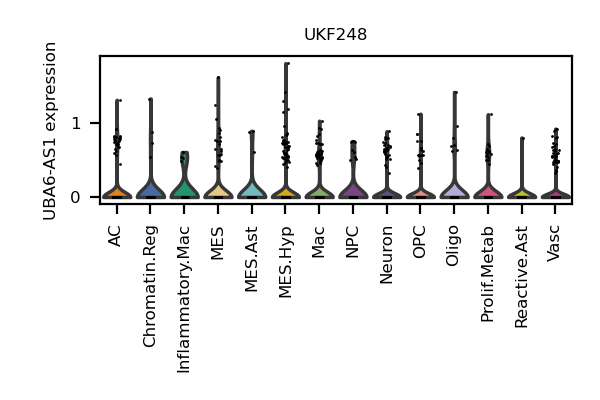 UKF248
UBA6-AS1 expression
1
0
AC
Chromatin.Reg
Inflammatory.Mac
MES
MES.Ast
MES.Hyp
Mac
NPC
Neuron
OPC
Oligo
Prolif.Metab
Reactive.Ast
Vasc